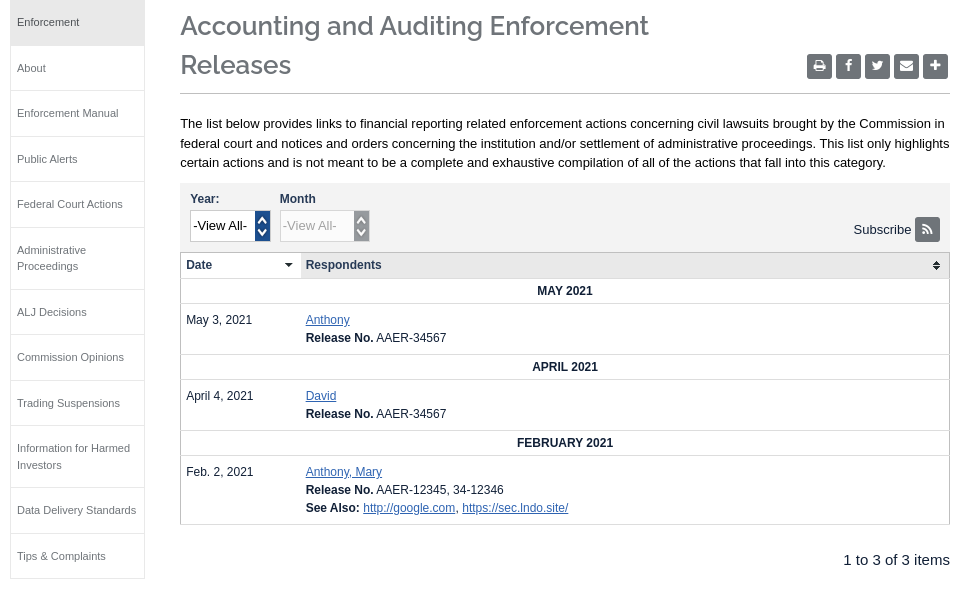 Enforcement
About
Enforcement Manual
Public Alerts
Federal Court Actions
Administrative
Proceedings
ALJ Decisions
Commission Opinions
Trading Suspensions
Information for Harmed
Investors
Data Delivery Standards
Tips & Complaints
Accounting and Auditing Enforcement
Releases
The list below provides links to financial reporting related enforcement actions concerning civil lawsuits brought by the Commission in
federal court and notices and orders concerning the institution and/or settlement of administrative proceedings. This list only highlights
certain actions and is not meant to be a complete and exhaustive compilation of all of the actions that fall into this category.
Year: Month
-View All- -View All-
Subscribe
Date Respondents
MAY 2021
May 3, 2021 Anthony
Release No. AAER-34567
APRIL 2021
April 4, 2021 David
Release No. AAER-34567
FEBRUARY 2021
Feb. 2, 2021 Anthony, Mary
Release No. AAER-12345, 34-12346
See Also: http://google.com, https://sec.lndo.site/
1 to 3 of 3 items